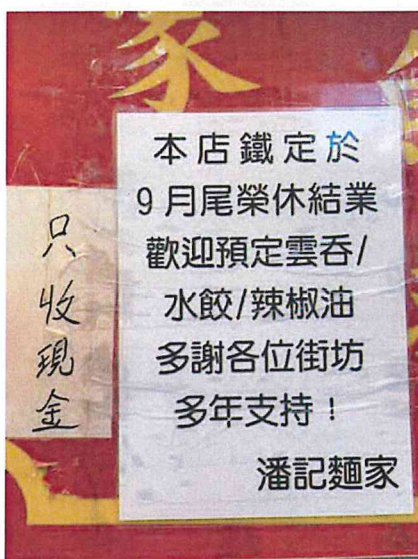 家
本店鐵定於
9月尾榮休結業
歡迎預定雲吞/
水餃/辣椒油
多謝各位街坊
多年支持！
潘記麵家
只收現金